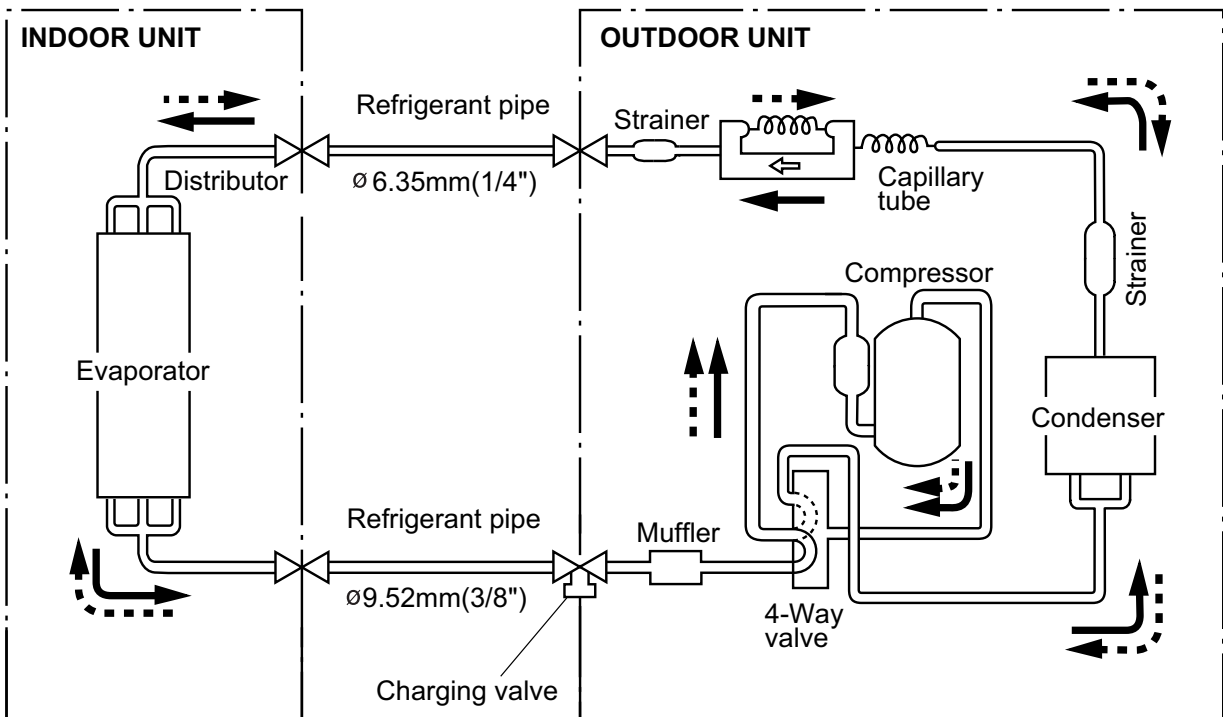 INDOOR UNIT
OUTDOOR UNIT
Refrigerant pipe
Strainer
Distributor
ø 6.35mm(1/4")
Capillary
tube
Strainer
Compressor
Evaporator
Condenser
Refrigerant pipe
Muffler
ø9.52mm(3/8")
4-Way
valve
Charging valve